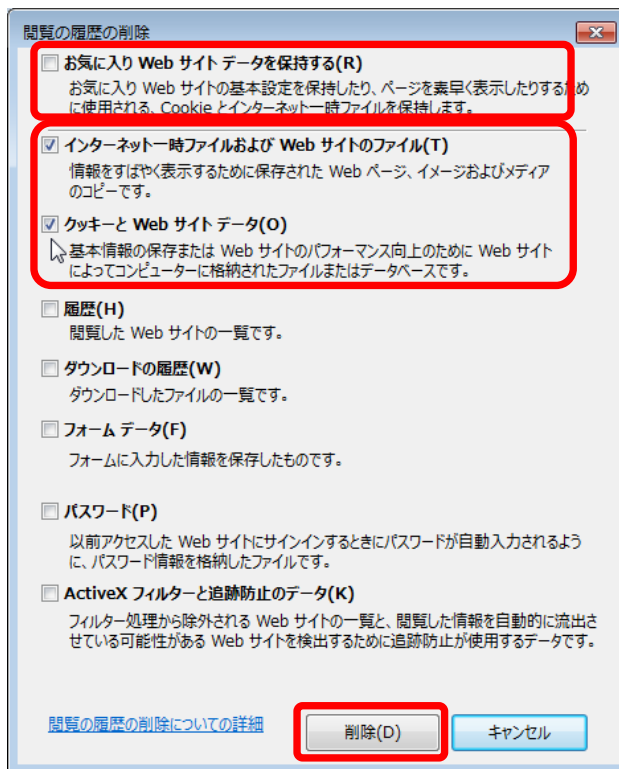 閲覧の履歴の削除
お気に入り Web サイト データを保持する(R)
お気に入り Web サイトの基本設定を保持したり、ページを素早く表示したりするため
に使用される、Cookie とインターネット一時ファイルを保持します。
インターネット一時ファイルおよび Web サイトのファイル(T)
情報をすばやく表示するために保存された Web ページ、イメージおよびメディア
のコピーです。
クッキーと Web サイト データ(O)
基本情報の保存または Web サイトのパフォーマンス向上のために Web サイト
によってコンピューターに格納されたファイルまたはデータベースです。
履歴(H)
閲覧した Web サイトの一覧です。
ダウンロードの履歴(W)
ダウンロードしたファイルの一覧です。
フォーム データ(F)
フォームに入力した情報を保存したものです。
パスワード(P)
以前アクセスした Web サイトにサインインするときにパスワードが自動入力されるよう
に、パスワード情報を格納したファイルです。
ActiveX フィルターと追跡防止のデータ(K)
フィルター処理から除外される Web サイトの一覧と、閲覧した情報を自動的に流出さ
せている可能性がある Web サイトを検出するために追跡防止が使用するデータです。
閲覧の履歴の削除についての詳細
削除(D)
キャンセル